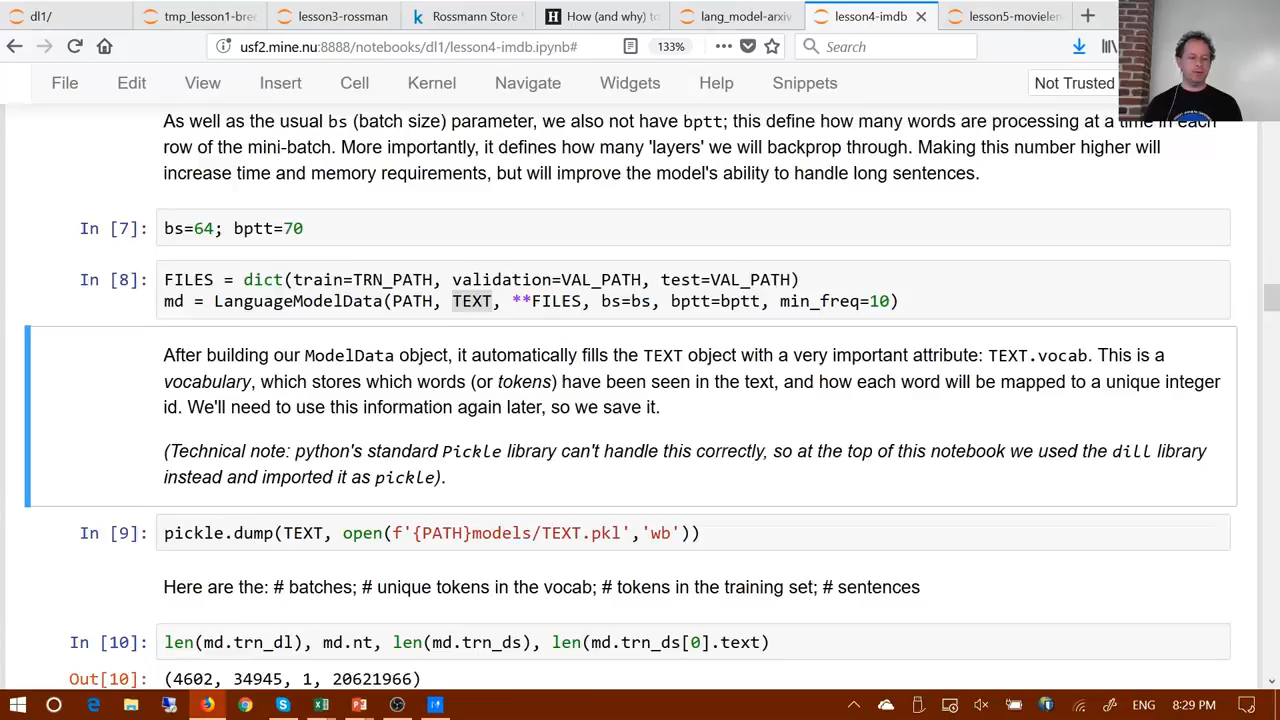 dl1/
tmp_lesson1-bree
lesson3-rossman
Rossmann Store
How (and why) to
lang_model-arxiv
lesson4-imdb
lesson5-movielen
usf2.mine.nu:8888/notebooks/dl1/lesson4-imdb.ipynb#
133%
Search
File Edit View Insert Cell Kernel Navigate Widgets Help Snippets
Not Trusted
As well as the usual bs (batch size) parameter, we also not have bptt; this define how many words are processing at a time in each
row of the mini-batch. More importantly, it defines how many 'layers' we will backprop through. Making this number higher will
increase time and memory requirements, but will improve the model's ability to handle long sentences.
In [7]: bs=64; bptt=70
In [8]: FILES = dict(train=TRN_PATH, validation=VAL_PATH, test=VAL_PATH)
md = LanguageModelData(PATH, TEXT, **FILES, bs=bs, bptt=bptt, min_freq=10)
After building our ModelData object, it automatically fills the TEXT object with a very important attribute: TEXT.vocab. This is a
vocabulary, which stores which words (or tokens) have been seen in the text, and how each word will be mapped to a unique integer
id. We'll need to use this information again later, so we save it.
(Technical note: python's standard Pickle library can't handle this correctly, so at the top of this notebook we used the dill library
instead and imported it as pickle).
In [9]: pickle.dump(TEXT, open(f'{PATH}models/TEXT.pkl','wb'))
Here are the: # batches; # unique tokens in the vocab; # tokens in the training set; # sentences
In [10]: len(md.trn_dl), md.nt, len(md.trn_ds), len(md.trn_ds[0].text)
Out[10]: (4602, 34945, 1, 20621966)
ENG 8:29 PM